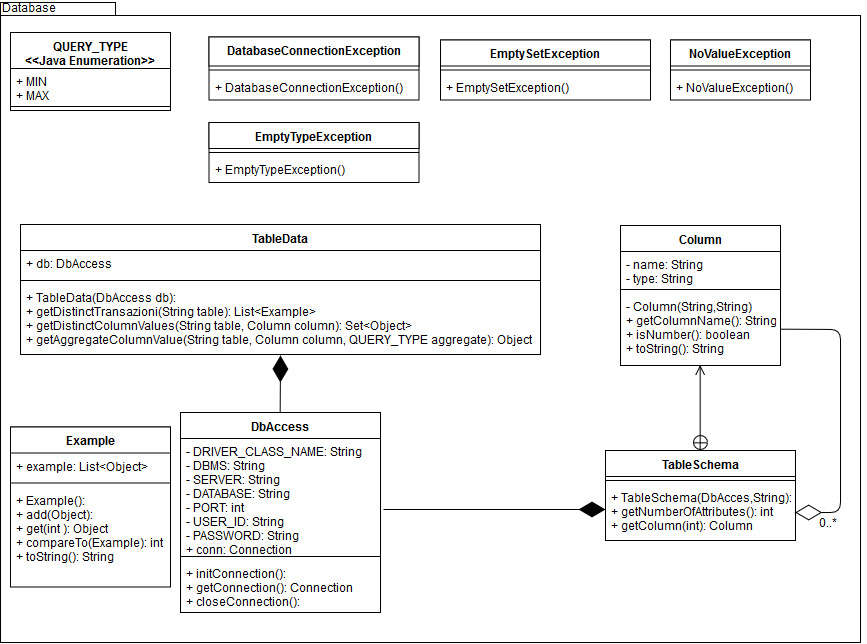 Database
QUERY_TYPE
<<Java Enumeration>>
+ MIN
+ MAX
DatabaseConnectionException
+ DatabaseConnectionException()
EmptySetException
+ EmptySetException()
NoValueException
+ NoValueException()
EmptyTypeException
+ EmptyTypeException()
TableData
+ db: DbAccess
+ TableData(DbAccess db):
+ getDistinctTransazioni(String table): List<Example>
+ getDistinctColumnValues(String table, Column column): Set<Object>
+ getAggregateColumnValue(String table, Column column, QUERY_TYPE aggregate): Object
Column
- name: String
- type: String
- Column(String,String)
+ getColumnName(): String
+ isNumber(): boolean
+ toString(): String
Example
+ example: List<Object>
+ Example():
+ add(Object):
+ get(int ): Object
+ compareTo(Example): int
+ toString(): String
DbAccess
- DRIVER_CLASS_NAME: String
- DBMS: String
- SERVER: String
- DATABASE: String
- PORT: int
- USER_ID: String
- PASSWORD: String
+ conn: Connection
+ initConnection():
+ getConnection(): Connection
+ closeConnection():
TableSchema
+ TableSchema(DbAcces,String):
+ getNumberOfAttributes(): int
+ getColumn(int): Column
0..*